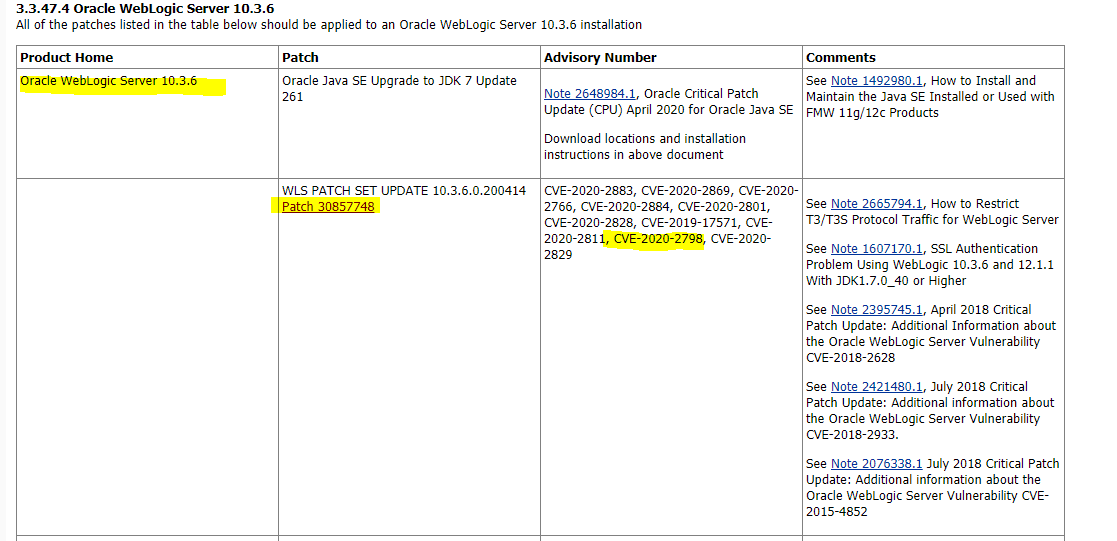 3.3.47.4 Oracle WebLogic Server 10.3.6
All of the patches listed in the table below should be applied to an Oracle WebLogic Server 10.3.6 installation
Product Home
Patch
Advisory Number
Comments
Oracle WebLogic Server 10.3.6
Oracle Java SE Upgrade to JDK 7 Update
261
Note 2648984.1, Oracle Critical Patch
Update (CPU) April 2020 for Oracle Java SE
Download locations and installation
instructions in above document
See Note 1492980.1, How to Install and
Maintain the Java SE Installed or Used with
FMW 11g/12c Products
WLS PATCH SET UPDATE 10.3.6.0.200414
Patch 30857748
CVE-2020-2883, CVE-2020-2869, CVE-2020-
2766, CVE-2020-2884, CVE-2020-2801,
CVE-2020-2828, CVE-2019-17571, CVE-
2020-2811, CVE-2020-2798, CVE-2020-
2829
See Note 2665794.1, How to Restrict
T3/T3S Protocol Traffic for WebLogic Server
See Note 1607170.1, SSL Authentication
Problem Using WebLogic 10.3.6 and 12.1.1
With JDK1.7.0_40 or Higher
See Note 2395745.1, April 2018 Critical
Patch Update: Additional Information about
the Oracle WebLogic Server Vulnerability
CVE-2018-2628
See Note 2421480.1, July 2018 Critical
Patch Update: Additional information about
the Oracle WebLogic Server Vulnerability
CVE-2018-2933.
See Note 2076338.1 July 2018 Critical Patch
Update: Additional information about the
Oracle WebLogic Server Vulnerability CVE-
2015-4852